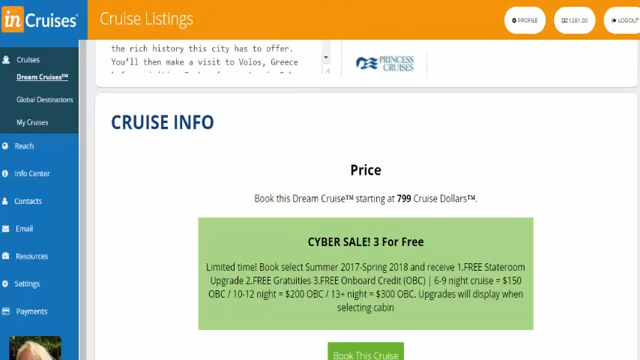 inCruises®
Cruise Listings
PROFILE
1281.00
LOGOUT
Cruises
Dream Cruises™
Global Destinations
My Cruises
Reach
Info Center
Contacts
Email
Resources
Settings
Payments
the rich history this city has to offer.
You'll then make a visit to Volos, Greece
PRINCESS CRUISES
CRUISE INFO
Price
Book this Dream Cruise™ starting at 799 Cruise Dollars™.
CYBER SALE! 3 For Free
Limited time! Book select Summer 2017-Spring 2018 and receive 1.FREE Stateroom
Upgrade 2.FREE Gratuities 3.FREE Onboard Credit (OBC) | 6-9 night cruise = $150
OBC / 10-12 night = $200 OBC / 13+ night = $300 OBC. Upgrades will display when
selecting cabin
Book This Cruise